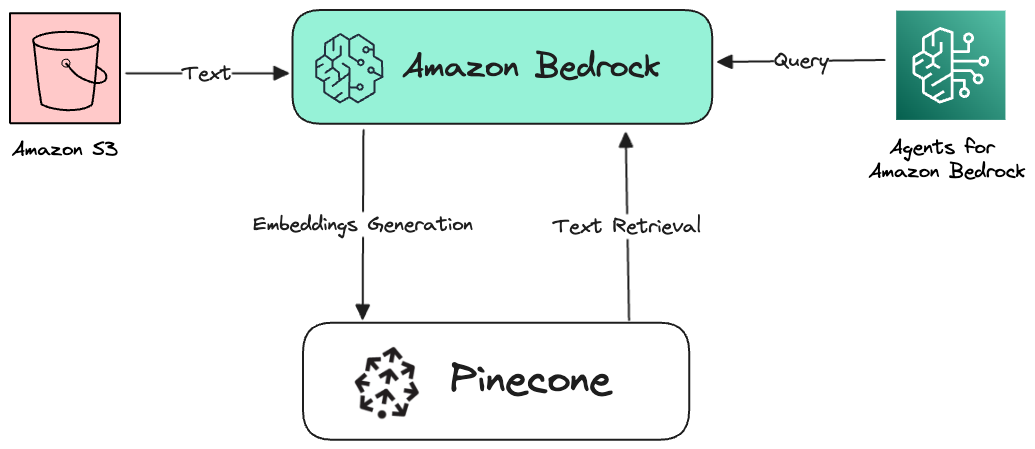 Text
Amazon Bedrock
Query
Amazon S3
Agents for
Amazon Bedrock
Embeddings Generation
Text Retrieval
Pinecone